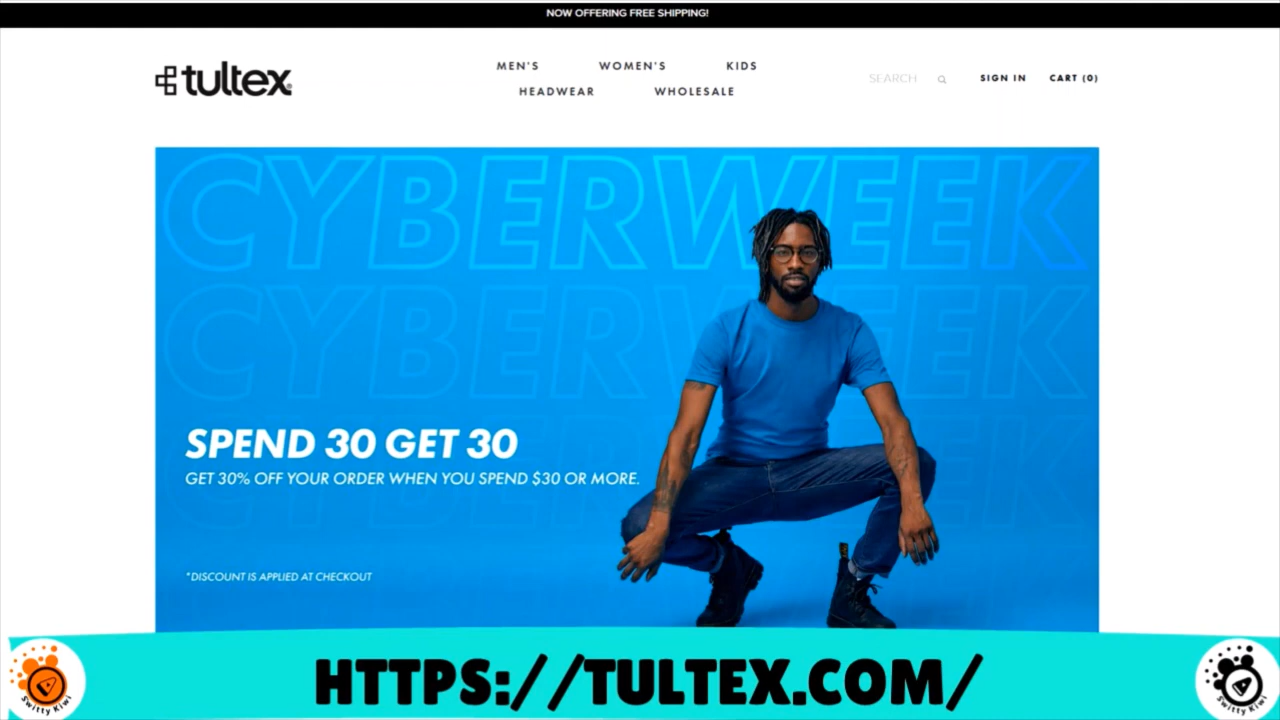 NOW OFFERING FREE SHIPPING!
tultex
MEN'S WOMEN'S KIDS
HEADWEAR WHOLESALE
SEARCH SIGN IN CART (0)
CYBERWEEK
CYBERWEEK
CYBERWEEK
SPEND 30 GET 30
GET 30% OFF YOUR ORDER WHEN YOU SPEND $30 OR MORE.
*DISCOUNT IS APPLIED AT CHECKOUT
HTTPS://TULTEX.COM/
Switty Kiwi
Switty Kiwi